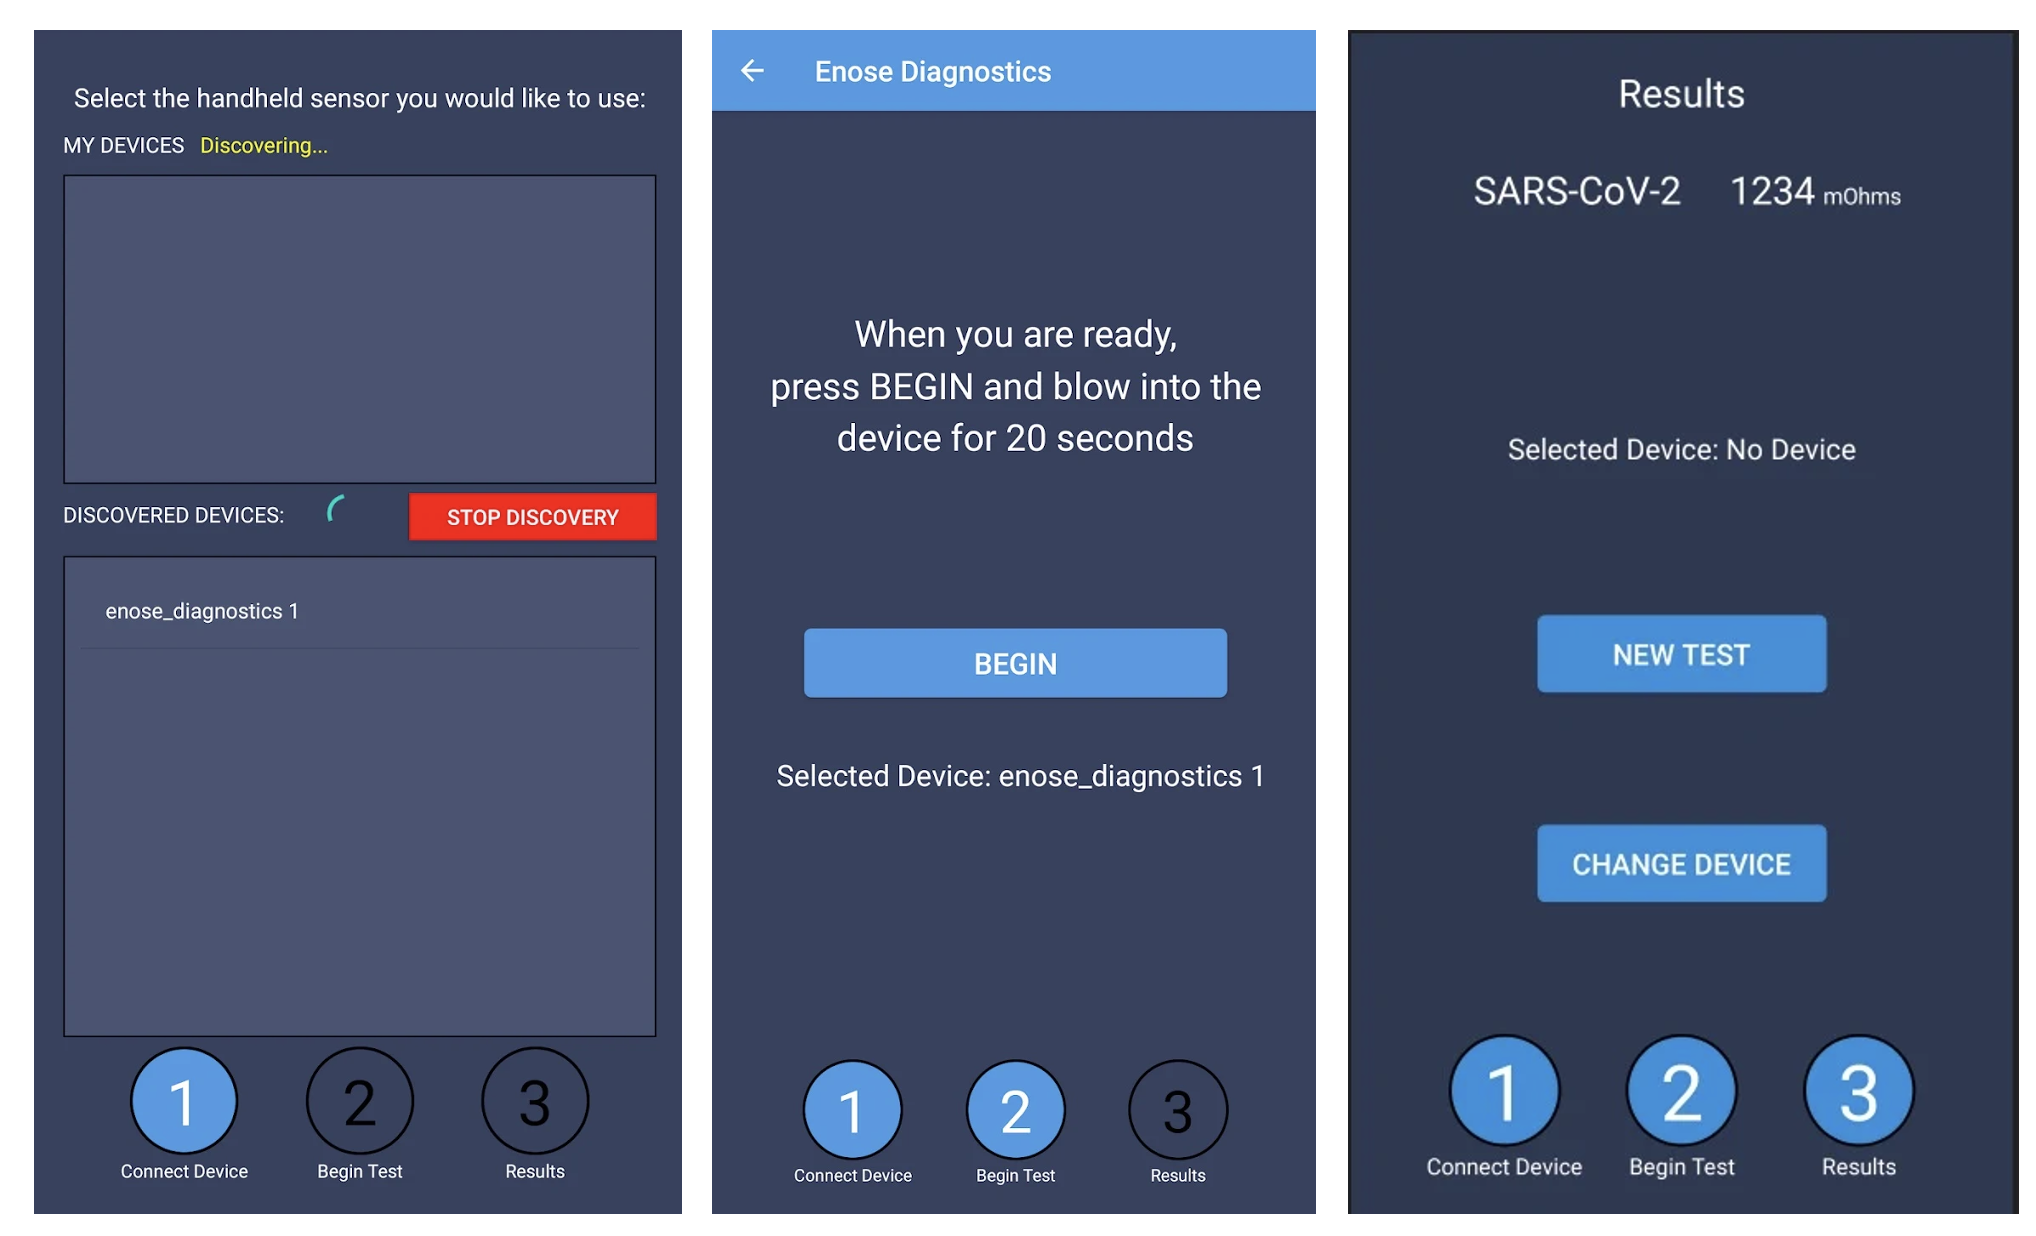 Select the handheld sensor you would like to use:
MY DEVICES Discovering...
DISCOVERED DEVICES: STOP DISCOVERY
enose_diagnostics 1
1 2 3
Connect Device Begin Test Results
Enose Diagnostics
When you are ready,
press BEGIN and blow into the
device for 20 seconds
BEGIN
Selected Device: enose_diagnostics 1
1 2 3
Connect Device Begin Test Results
Results
SARS-CoV-2 1234 mOhms
Selected Device: No Device
NEW TEST
CHANGE DEVICE
1 2 3
Connect Device Begin Test Results